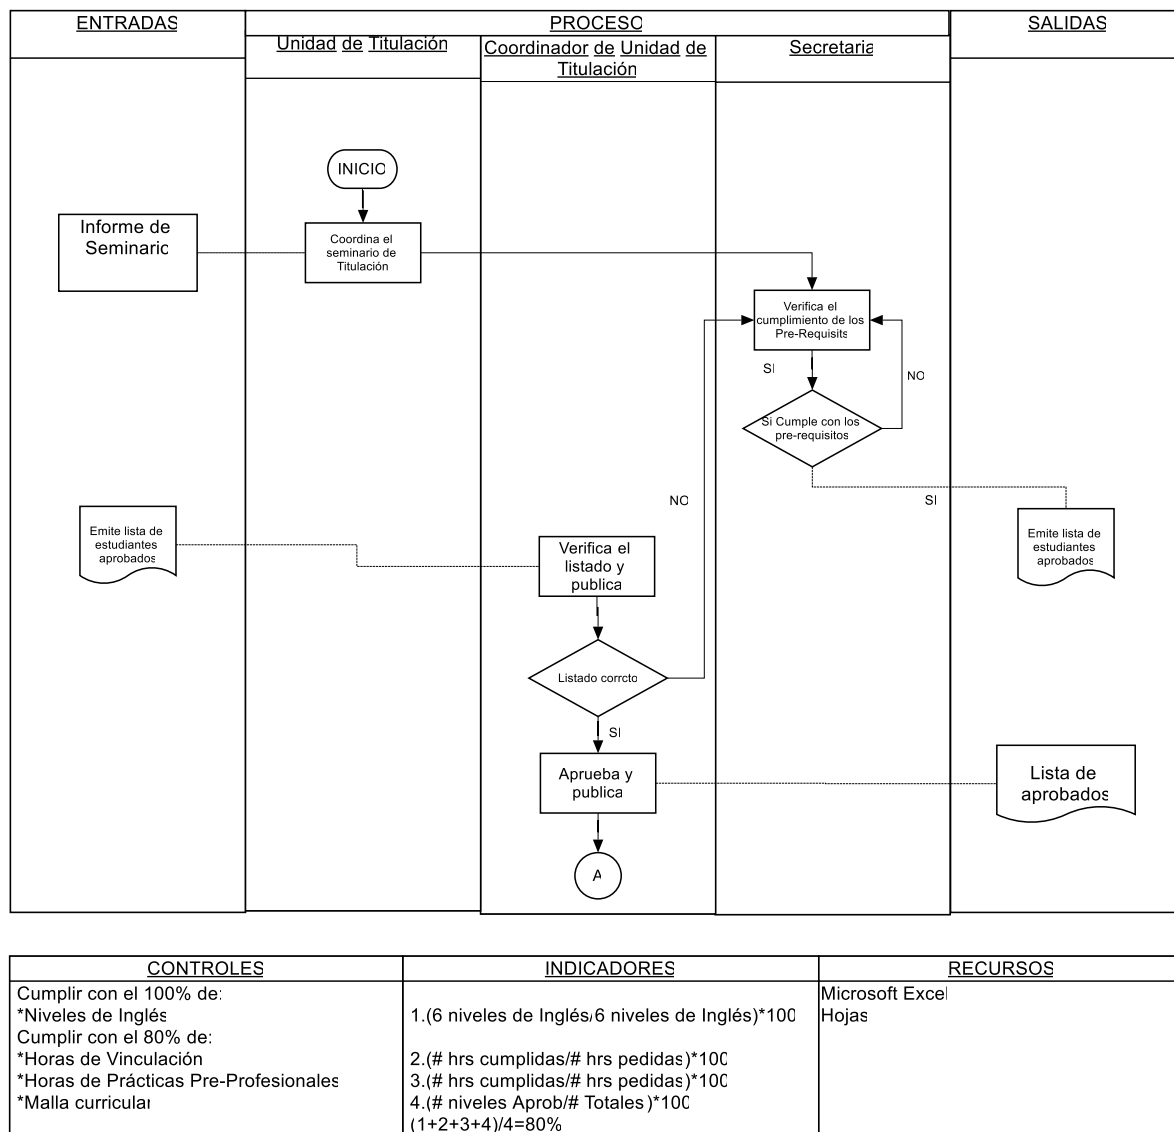 ENTRADAS
PROCESO
SALIDAS
Unidad de Titulación
Coordinador de Unidad de
Titulación
Secretaria
INICIO
Informe de
Seminario
Coordina el
seminario de
Titulación
Verifica el
cumplimiento de los
Pre-Requisits
SI
NO
Si Cumple con los
pre-requisitos
NO
SI
Emite lista de
estudiantes
aprobados
Verifica el
listado y
publica
Emite lista de
estudiantes
aprobados
Listado corrcto
SI
Aprueba y
publica
Lista de
aprobados
A
CONTROLES
Cumplir con el 100% de:
*Niveles de Inglés
Cumplir con el 80% de:
*Horas de Vinculación
*Horas de Prácticas Pre-Profesionales
*Malla curricular
INDICADORES
1.(6 niveles de Inglés/6 niveles de Inglés)*100
2.(# hrs cumplidas/# hrs pedidas)*100
3.(# hrs cumplidas/# hrs pedidas)*100
4.(# niveles Aprob/# Totales)*100
(1+2+3+4)/4=80%
RECURSOS
Microsoft Excel
Hojas